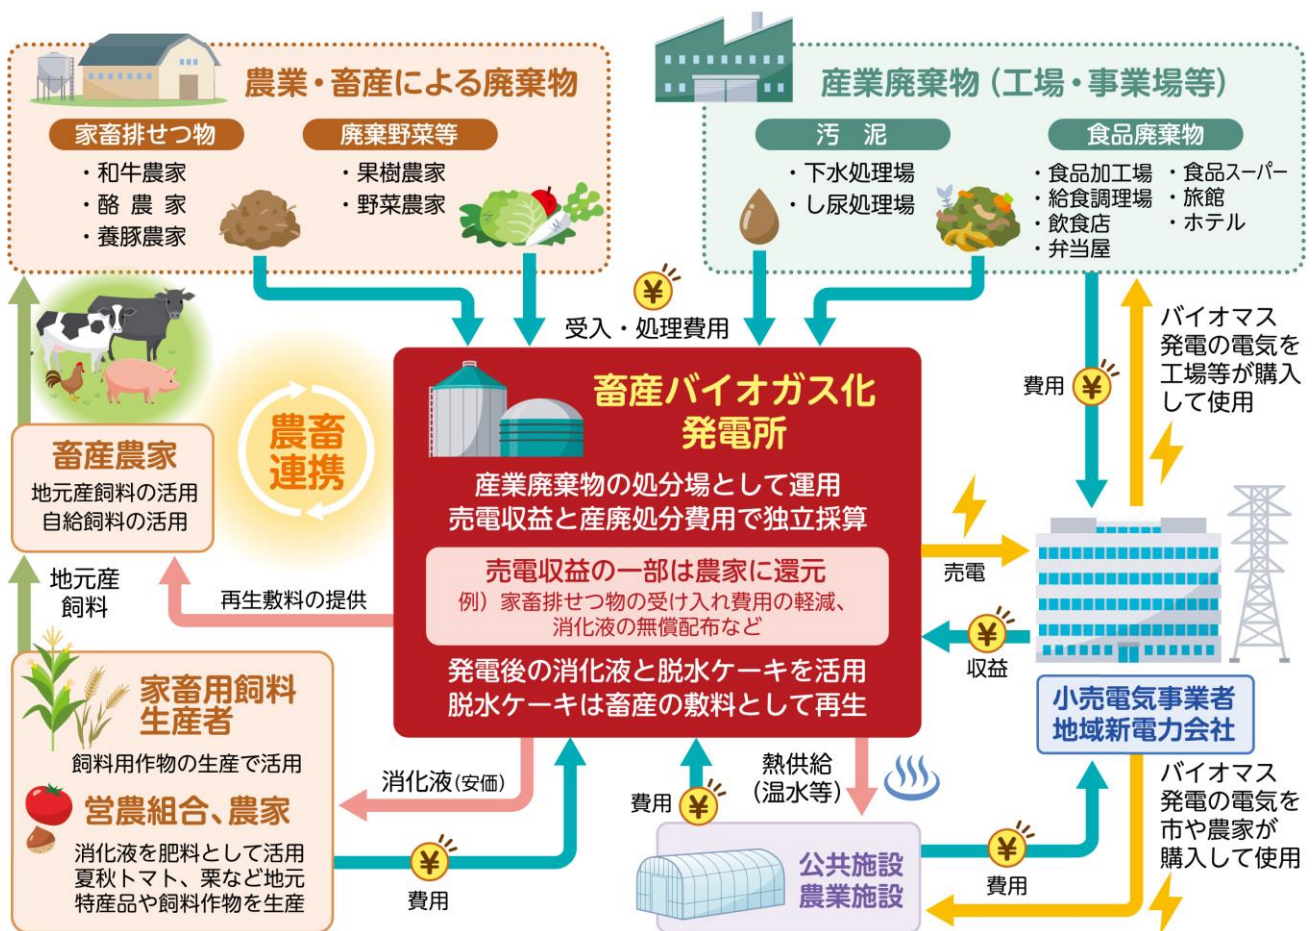 農業・畜産による廃棄物
家畜排せつ物
・和牛農家
・酪農家
・養豚農家
廃棄野菜等
・果樹農家
・野菜農家
産業廃棄物（工場・事業場等）
汚泥
・下水処理場
・し尿処理場
食品廃棄物
・食品加工場
・給食調理場
・飲食店
・弁当屋
・食品スーパー
・旅館
・ホテル
¥
受入・処理費用
費用
¥
バイオマス
発電の電気を
工場等が購入
して使用
農畜
連携
畜産農家
地元産飼料の活用
自給飼料の活用
地元産
飼料
再生敷料の提供
畜産バイオガス化
発電所
産業廃棄物の処分場として運用
売電収益と産廃処分費用で独立採算
売電収益の一部は農家に還元
例）家畜排せつ物の受け入れ費用の軽減、
消化液の無償配布など
発電後の消化液と脱水ケーキを活用
脱水ケーキは畜産の敷料として再生
売電
¥
収益
小売電気事業者
地域新電力会社
家畜用飼料
生産者
飼料用作物の生産で活用
営農組合、農家
消化液を肥料として活用
夏秋トマト、栗など地元
特産品や飼料作物を生産
消化液（安価）
¥
費用
費用
¥
熱供給
（温水等）
公共施設
農業施設
¥
費用
バイオマス
発電の電気を
市や農家が
購入して使用